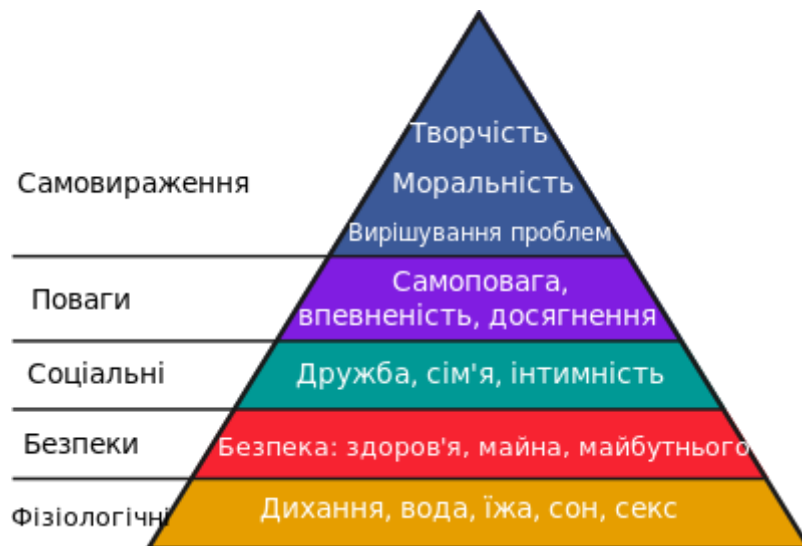 Творчість
Самовираження
Моральність
Вирішування проблем
Поваги
Самоповага,
впевненість, досягнення
Соціальні
Дружба, сім'я, інтимність
Безпеки
Безпека: здоров'я, майна, майбутнього
Фізіологічні
Дихання, вода, їжа, сон, секс